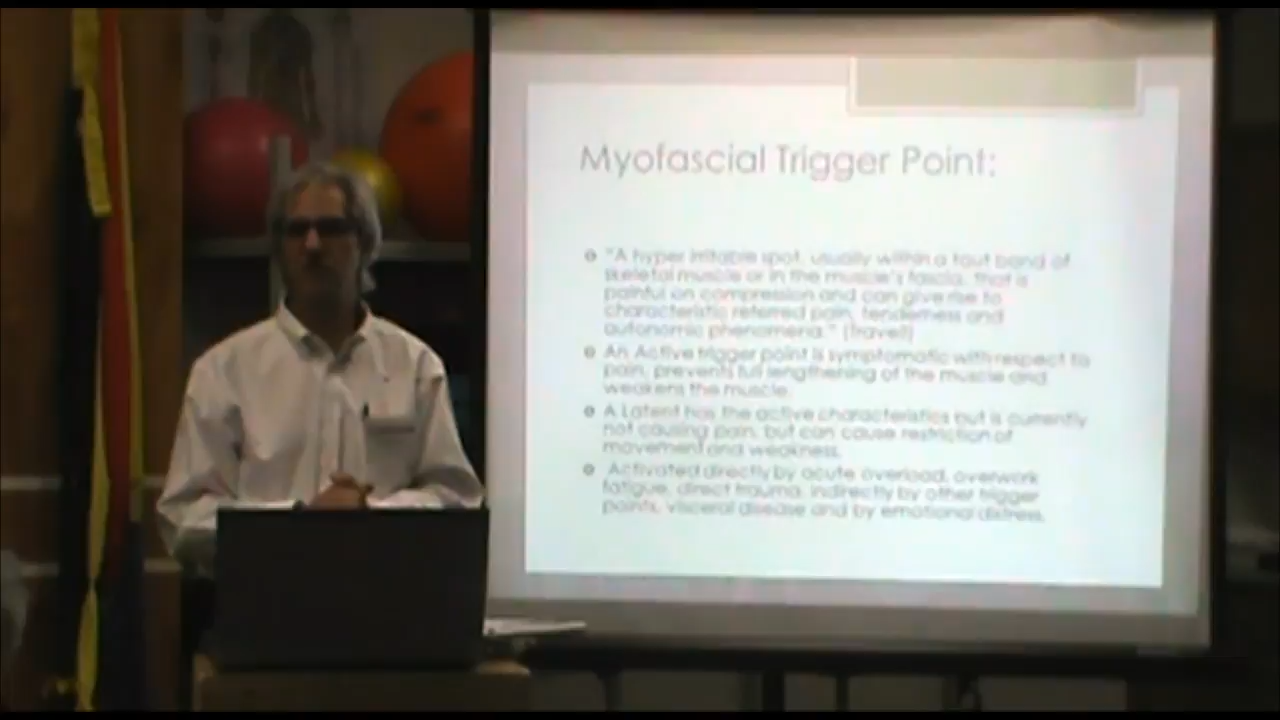 Myofascial Trigger Point:
"A hyper irritable spot, usually within a taut band of
skeletal muscle or in the muscle's fascia, that is
painful on compression and can give rise to
characteristic referred pain, tenderness and
autonomic phenomena." (Travell)
An Active trigger point is symptomatic with respect to
pain, prevents full lengthening of the muscle and
weakens the muscle.
A Latent has the active characteristics but is currently
not causing pain, but can cause restriction of
movement and weakness.
Activated directly by acute overload, overwork
fatigue, direct trauma, indirectly by other trigger
points, visceral disease and by emotional distress.